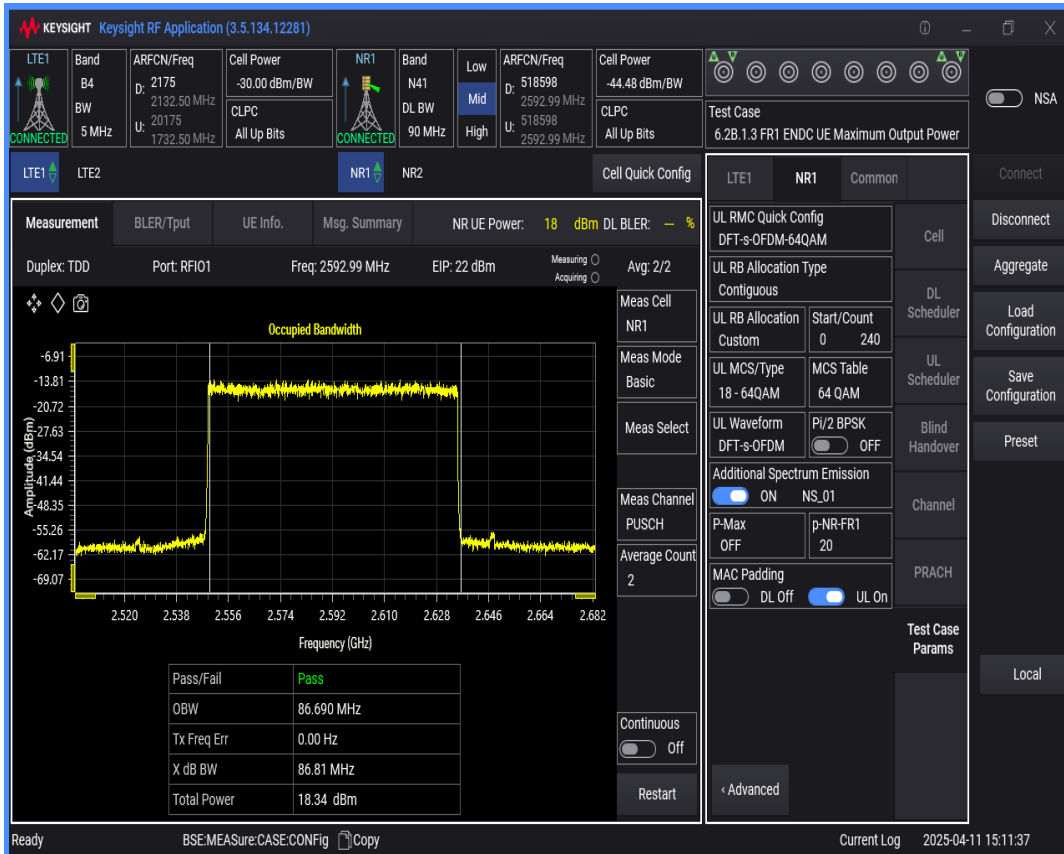 KEYSIGHT Keysight RF Application (3.5.134.12281)
LTE1
CONNECTED
Band
B4
BW
5 MHz
ARFCN/Freq
D: 2175
2132.50 MHz
U: 20175
1732.50 MHz
Cell Power
-30.00 dBm/BW
CLPC
All Up Bits
NR1
CONNECTED
Band
N41
DL BW
90 MHz
Low
Mid
High
ARFCN/Freq
D: 518598
2592.99 MHz
U: 518598
2592.99 MHz
Cell Power
-44.48 dBm/BW
CLPC
All Up Bits
Test Case
6.2B.1.3 FR1 ENDC UE Maximum Output Power
NSA
LTE1 LTE2 NR1 NR2 Cell Quick Config
Measurement BLER/Tput UE Info. Msg. Summary NR UE Power: 18 dBm DL BLER: — %
Duplex: TDD Port: RFIO1 Freq: 2592.99 MHz EIP: 22 dBm Measuring Acquiring Avg: 2/2
Occupied Bandwidth
Amplitude (dBm)
-6.91
-13.81
-20.72
-27.63
-34.54
-41.44
-48.35
-55.26
-62.17
-69.07
2.520 2.538 2.556 2.574 2.592 2.610 2.628 2.646 2.664 2.682
Frequency (GHz)
Pass/Fail Pass
OBW 86.690 MHz
Tx Freq Err 0.00 Hz
X dB BW 86.81 MHz
Total Power 18.34 dBm
Meas Cell
NR1
Meas Mode
Basic
Meas Select
Meas Channel
PUSCH
Average Count
2
Continuous
Off
Restart
LTE1 NR1 Common
UL RMC Quick Config
DFT-s-OFDM-64QAM
UL RB Allocation Type
Contiguous
UL RB Allocation
Custom
Start/Count
0 240
UL MCS/Type
18 - 64QAM
MCS Table
64 QAM
UL Waveform
DFT-s-OFDM
Pi/2 BPSK
OFF
Additional Spectrum Emission
ON NS_01
P-Max
OFF
p-NR-FR1
20
MAC Padding
DL Off UL On
‹ Advanced
Cell
DL
Scheduler
UL
Scheduler
Blind
Handover
Channel
PRACH
Test Case
Params
Connect
Disconnect
Aggregate
Load
Configuration
Save
Configuration
Preset
Local
Ready BSE:MEASure:CASE:CONFig Copy Current Log 2025-04-11 15:11:37